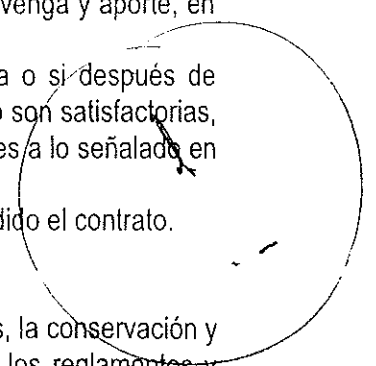 venga y aporte, en
a o si después de
o son satisfactorias,
es a lo señalado en
dido el contrato.
s, la conservación y
los reglamentos y